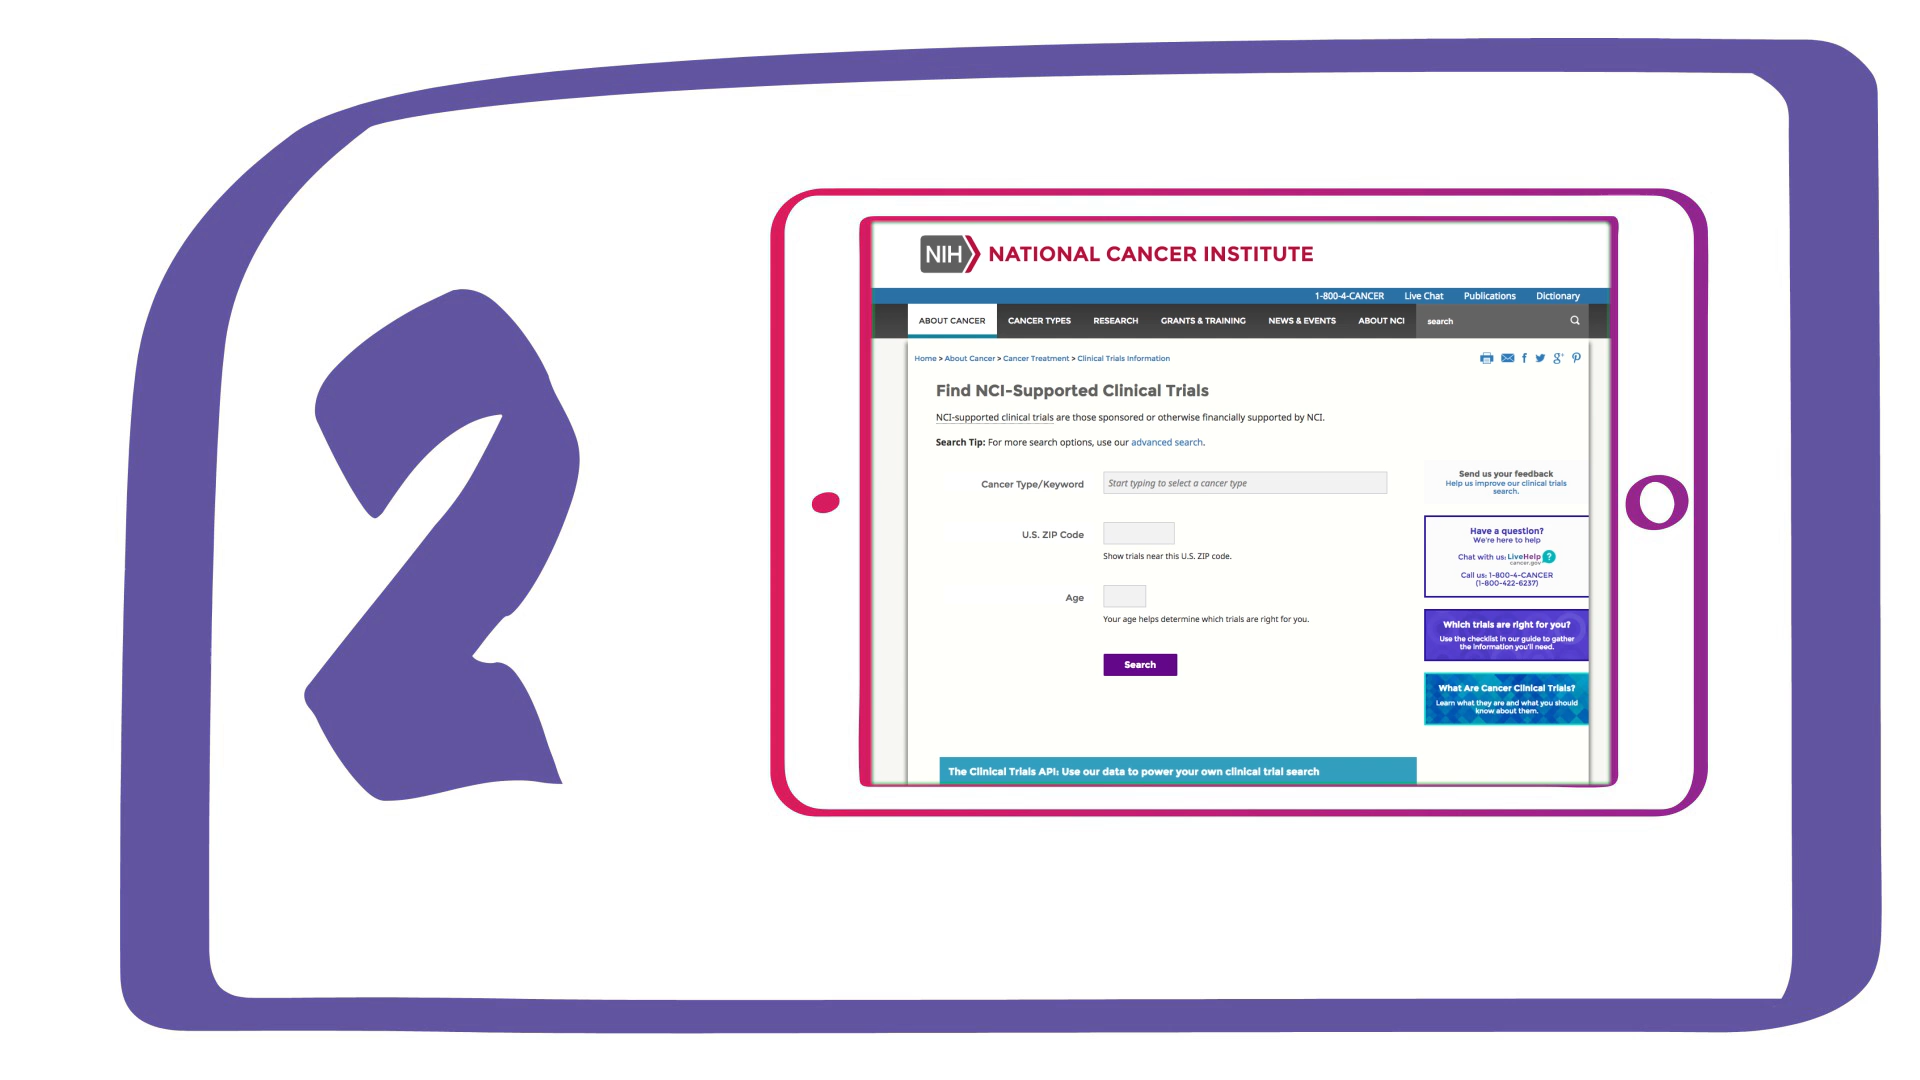 2
NIH NATIONAL CANCER INSTITUTE
1-800-4-CANCER Live Chat Publications Dictionary
ABOUT CANCER CANCER TYPES RESEARCH GRANTS & TRAINING NEWS & EVENTS ABOUT NCI search
Home > About Cancer > Cancer Treatment > Clinical Trials Information
Find NCI-Supported Clinical Trials
NCI-supported clinical trials are those sponsored or otherwise financially supported by NCI.
Search Tip: For more search options, use our advanced search.
Cancer Type/Keyword Start typing to select a cancer type
U.S. ZIP Code
Show trials near this U.S. ZIP code.
Age
Your age helps determine which trials are right for you.
Search
Send us your feedback
Help us improve our clinical trials
search.
Have a question?
We're here to help
Chat with us: LiveHelp ?
cancer.gov
Call us: 1-800-4-CANCER
(1-800-422-6237)
Which trials are right for you?
Use the checklist in our guide to gather
the information you'll need.
What Are Cancer Clinical Trials?
Learn what they are and what you should
know about them.
The Clinical Trials API: Use our data to power your own clinical trial search